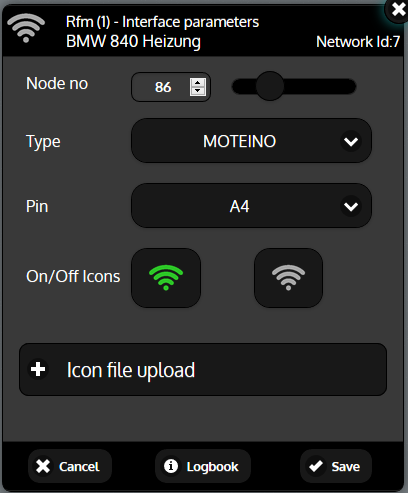 Rfm (1) - Interface parameters
BMW 840 Heizung
Network Id:7
Node no
86
Type
MOTEINO
Pin
A4
On/Off Icons
Icon file upload
Cancel
Logbook
Save